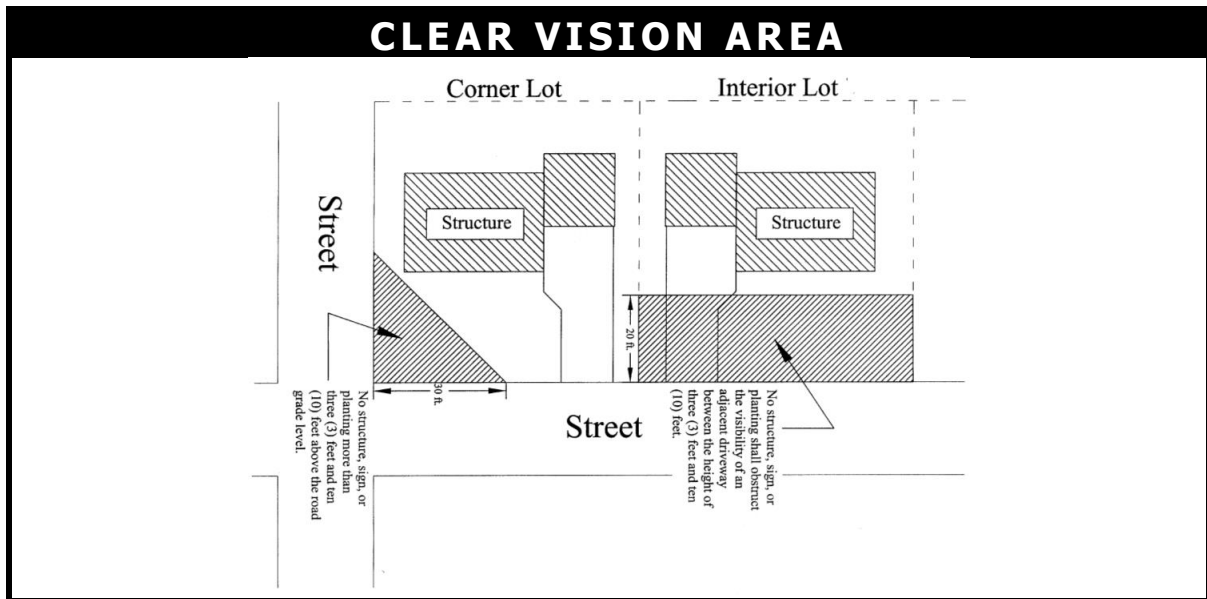 CLEAR VISION AREA
Corner Lot
Interior Lot
Street
Structure
Structure
20 ft.
30 ft.
Street
No structure, sign, or
planting more than
three (3) feet and ten
(10) feet above the road
grade level.
No structure, sign, or
planting shall obstruct
the visibility of an
adjacent driveway
between the height of
three (3) feet and ten
(10) feet.